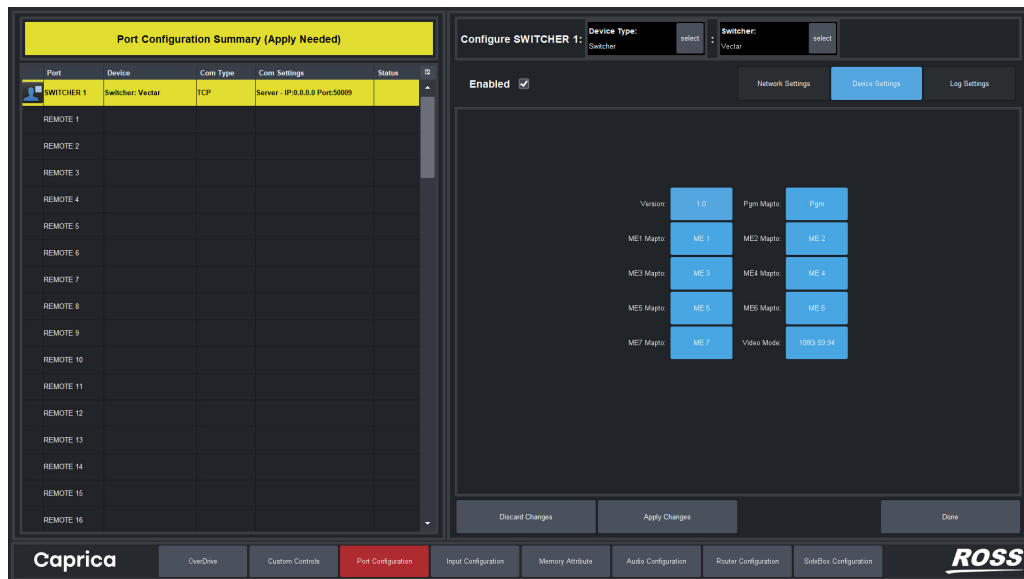 Port Configuration Summary (Apply Needed)
Port Device Com Type Com Settings Status
SWITCHER 1 Switcher: Vectar TCP Server - IP:0.0.0.0 Port:50009
REMOTE 1
REMOTE 2
REMOTE 3
REMOTE 4
REMOTE 5
REMOTE 6
REMOTE 7
REMOTE 8
REMOTE 9
REMOTE 10
REMOTE 11
REMOTE 12
REMOTE 13
REMOTE 14
REMOTE 15
REMOTE 16
Configure SWITCHER 1: Device Type: Switcher select : Switcher: Vectar select
Enabled Network Settings Device Settings Log Settings
Version: 1.0 Pgm Mapto: Pgm
ME1 Mapto: ME 1 ME2 Mapto: ME 2
ME3 Mapto: ME 3 ME4 Mapto: ME 4
ME5 Mapto: ME 5 ME6 Mapto: ME 6
ME7 Mapto: ME 7 Video Mode: 1080i 59.94
Discard Changes Apply Changes Done
Caprica OverDrive Custom Controls Port Configuration Input Configuration Memory Attribute Audio Configuration Router Configuration SideBox Configuration ROSS